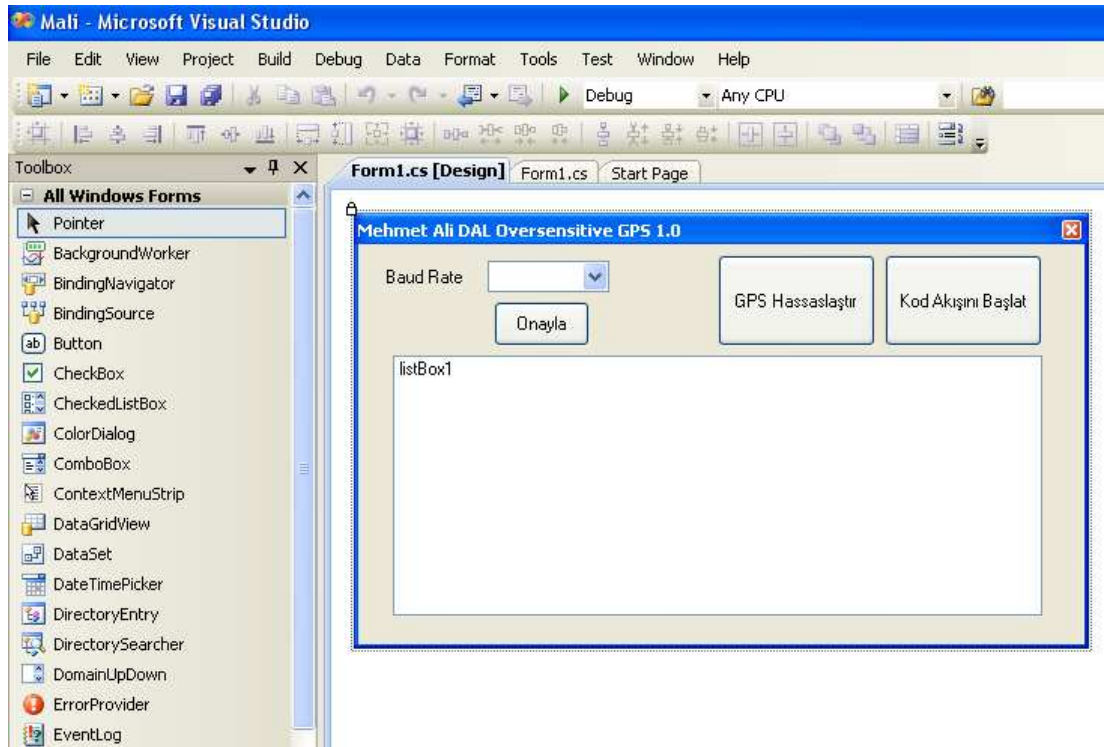 Mali - Microsoft Visual Studio
File Edit View Project Build Debug Data Format Tools Test Window Help
Debug Any CPU
Toolbox
Form1.cs [Design] Form1.cs Start Page
All Windows Forms
Pointer
BackgroundWorker
BindingNavigator
BindingSource
Button
CheckBox
CheckedListBox
ColorDialog
ComboBox
ContextMenuStrip
DataGridView
DataSet
DateTimePicker
DirectoryEntry
DirectorySearcher
DomainUpDown
ErrorProvider
EventLog
Mehmet Ali DAL Oversensitive GPS 1.0
Baud Rate
Onayla
GPS Hassaslaştır
Kod Akışını Başlat
listBox1